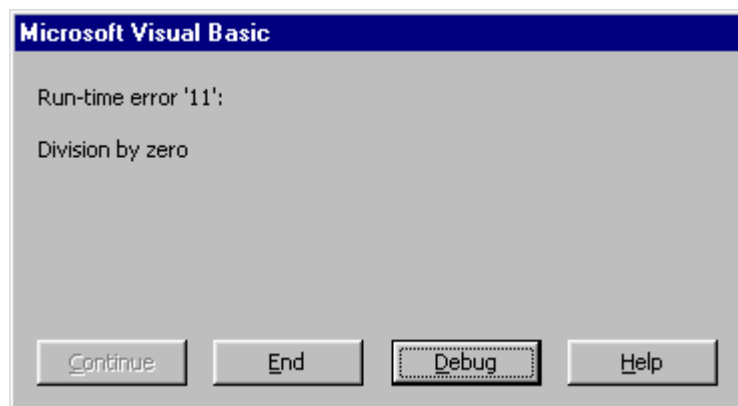 Microsoft Visual Basic
Run-time error '11':
Division by zero
Continue End Debug Help